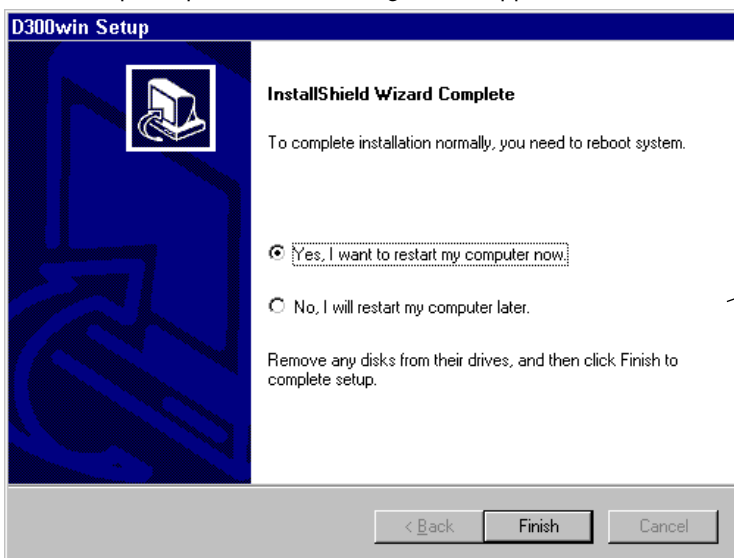 D300win Setup
InstallShield Wizard Complete
To complete installation normally, you need to reboot system.
Yes, I want to restart my computer now.
No, I will restart my computer later.
Remove any disks from their drives, and then click Finish to
complete setup.
< Back
Finish
Cancel